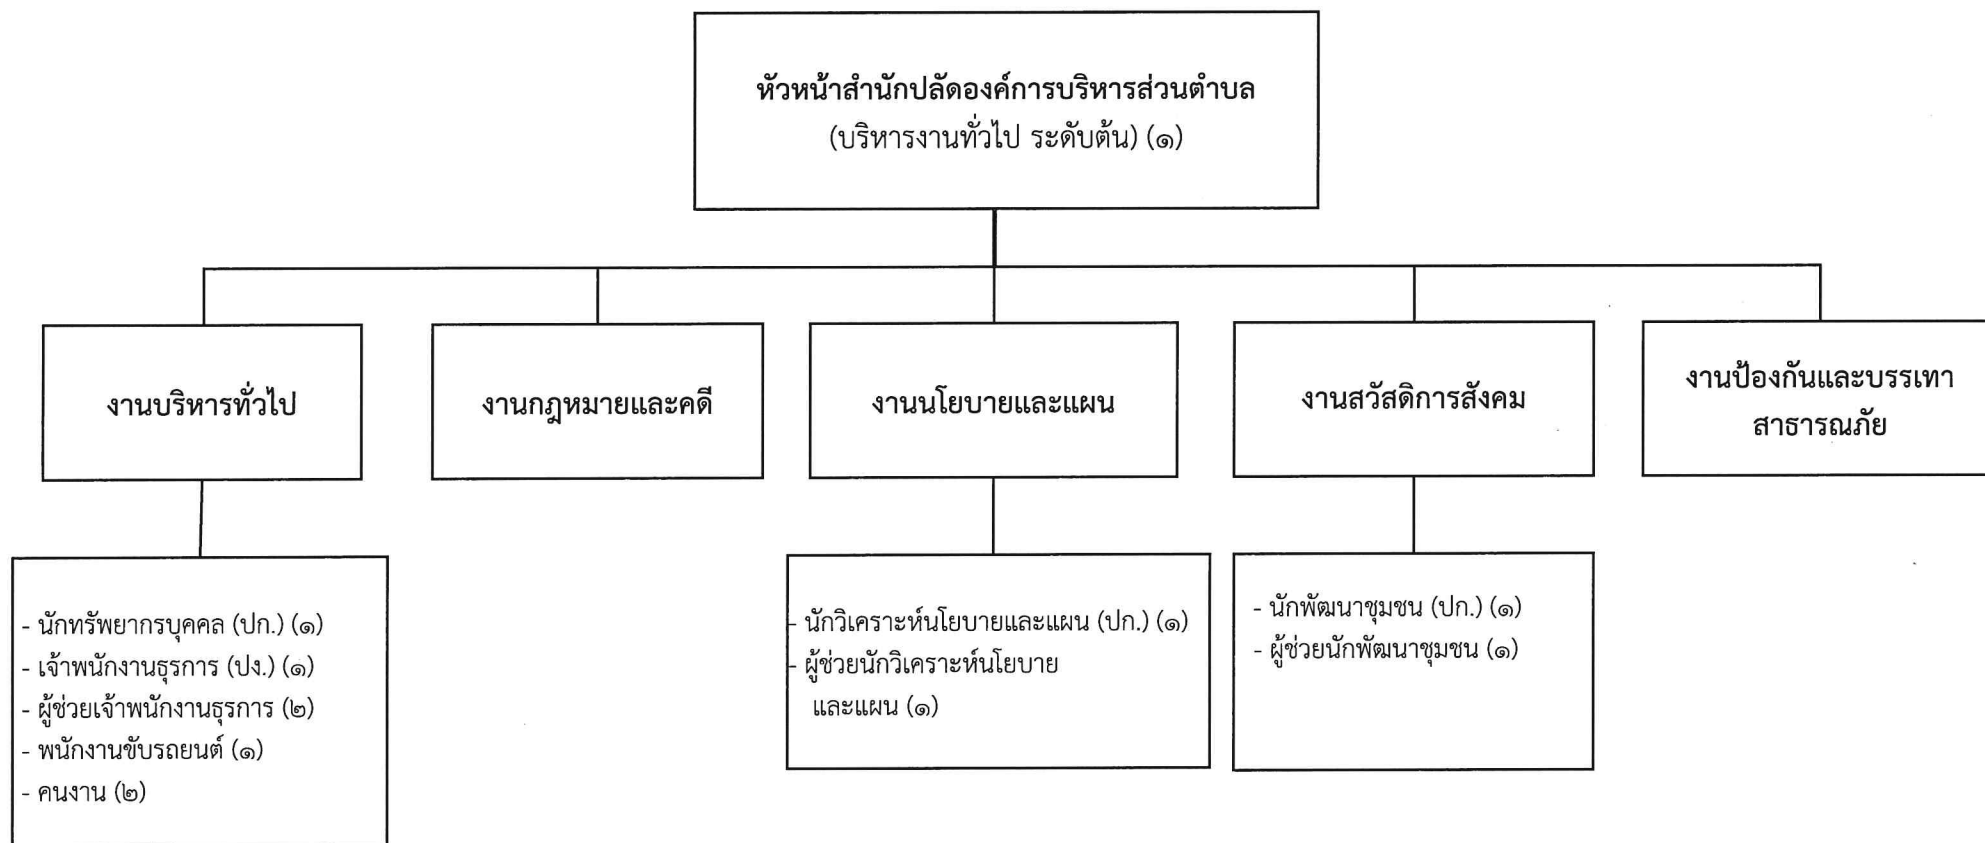 หัวหน้าสำนักปลัดองค์การบริหารส่วนตำบล
(บริหารงานทั่วไป ระดับต้น) (๑)
งานบริหารทั่วไป
งานกฎหมายและคดี
งานนโยบายและแผน
งานสวัสดิการสังคม
งานป้องกันและบรรเทา
สาธารณภัย
- นักทรัพยากรบุคคล (ปก.) (๑)
- เจ้าพนักงานธุรการ (ปง.) (๑)
- ผู้ช่วยเจ้าพนักงานธุรการ (๒)
- พนักงานขับรถยนต์ (๑)
- คนงาน (๒)
- นักวิเคราะห์นโยบายและแผน (ปก.) (๑)
- ผู้ช่วยนักวิเคราะห์นโยบาย
และแผน (๑)
- นักพัฒนาชุมชน (ปก.) (๑)
- ผู้ช่วยนักพัฒนาชุมชน (๑)